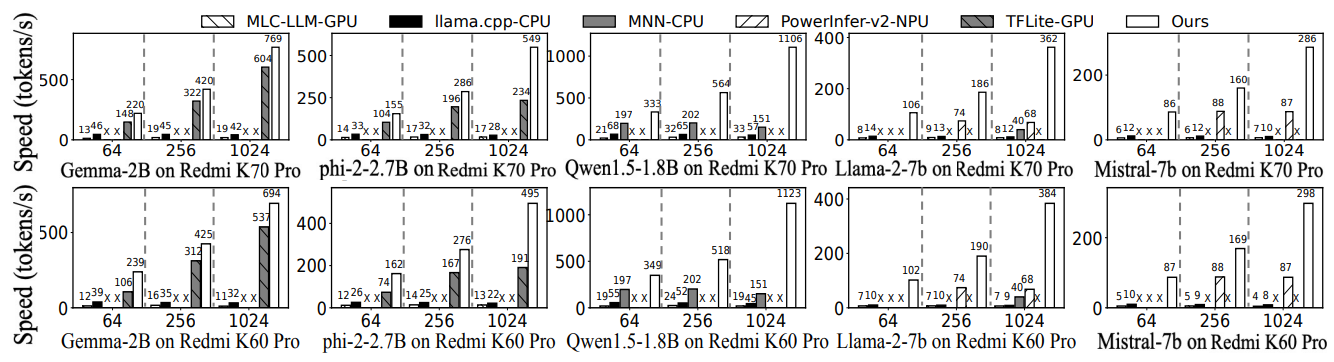 MLC-LLM-GPU llama.cpp-CPU MNN-CPU PowerInfer-v2-NPU TFLite-GPU Ours
Speed (tokens/s)
500
0
13 46 X X 148 220
19 45 X X 322 420
19 42 X X 604 769
64 256 1024
Gemma-2B on Redmi K70 Pro
500
250
0
14 33 X X 104 155
17 32 X X 196 286
17 28 X X 234 549
64 256 1024
phi-2-2.7B on Redmi K70 Pro
1000
500
0
21 68 197 X X 333
32 65 202 X X 564
33 57 151 X X 1106
64 256 1024
Qwen1.5-1.8B on Redmi K70 Pro
400
200
0
8 14 X X X 106
9 13 X 74 X 186
8 12 40 68 X 362
64 256 1024
Llama-2-7b on Redmi K70 Pro
200
0
6 12 X X X 86
6 12 X 88 X 160
7 10 X 87 X 286
64 256 1024
Mistral-7b on Redmi K70 Pro
Speed (tokens/s)
500
0
12 39 X X 106 239
16 35 X X 312 425
11 32 X X 537 694
64 256 1024
Gemma-2B on Redmi K60 Pro
400
200
0
12 26 X X 74 162
14 25 X X 167 276
13 22 X X 191 495
64 256 1024
phi-2-2.7B on Redmi K60 Pro
1000
500
0
19 55 197 X X 349
24 52 202 X X 518
19 45 151 X X 1123
64 256 1024
Qwen1.5-1.8B on Redmi K60 Pro
400
200
0
7 10 X X X 102
7 10 X 74 X 190
7 9 40 68 X 384
64 256 1024
Llama-2-7b on Redmi K60 Pro
200
0
5 10 X X X 87
5 9 X 88 X 169
4 8 X 87 X 298
64 256 1024
Mistral-7b on Redmi K60 Pro